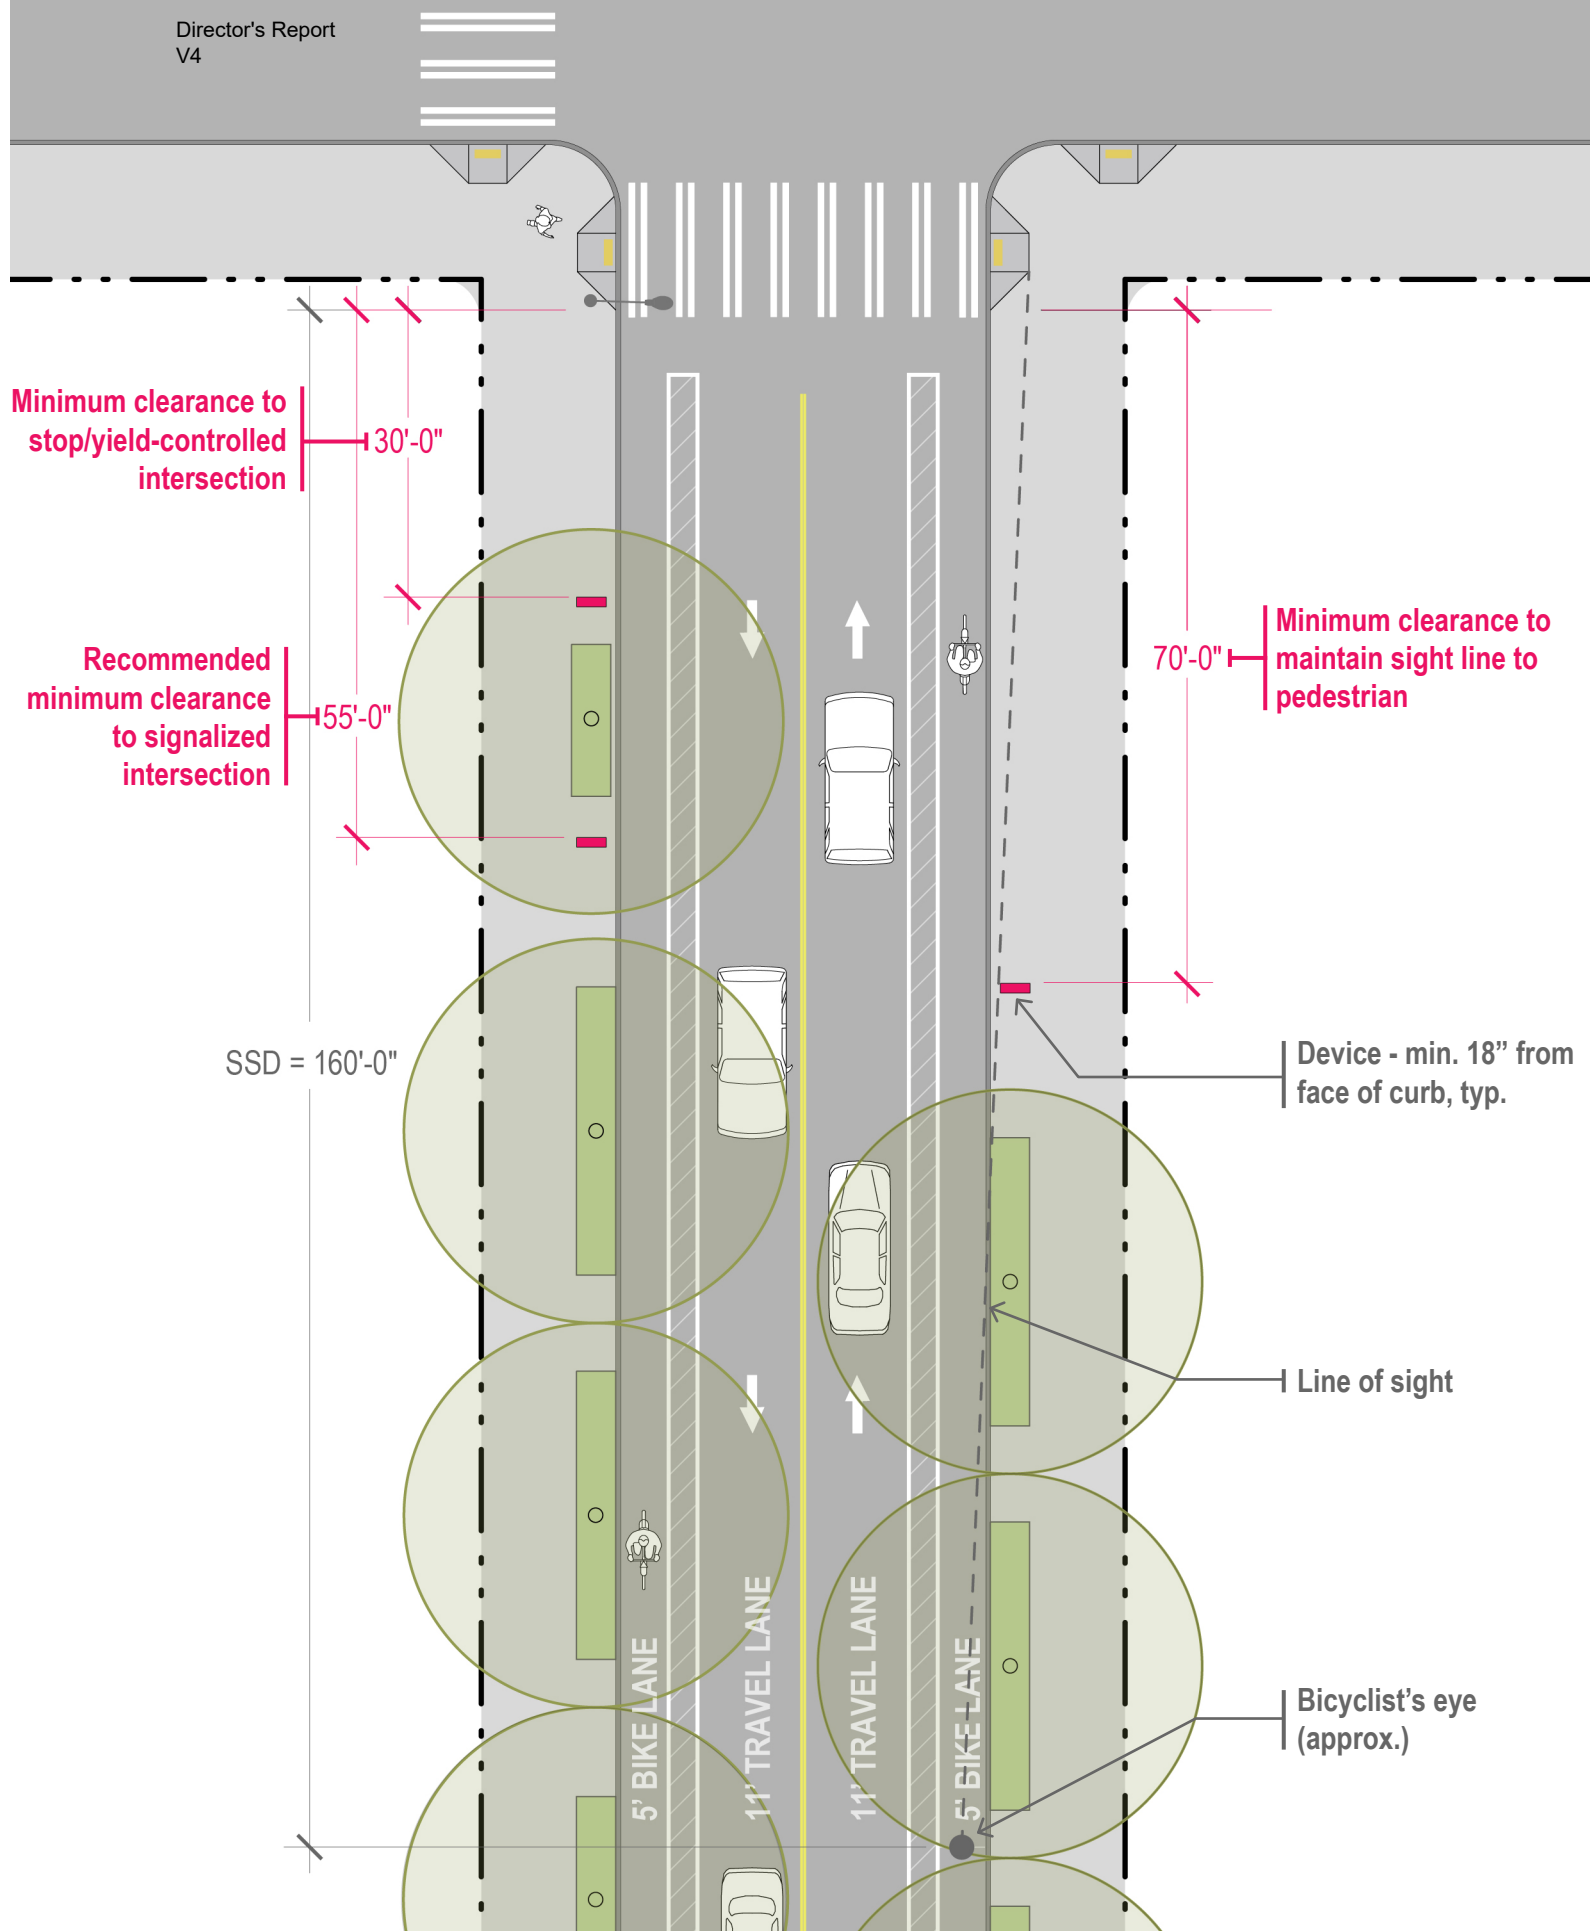 Director's Report
V4
Minimum clearance to
stop/yield-controlled
intersection
30'-0"
Recommended
minimum clearance
to signalized
intersection
55'-0"
70'-0"
Minimum clearance to
maintain sight line to
pedestrian
SSD = 160'-0"
Device - min. 18” from
face of curb, typ.
Line of sight
Bicyclist’s eye
(approx.)
5’ BIKE LANE
11’ TRAVEL LANE
11’ TRAVEL LANE
5’ BIKE LANE